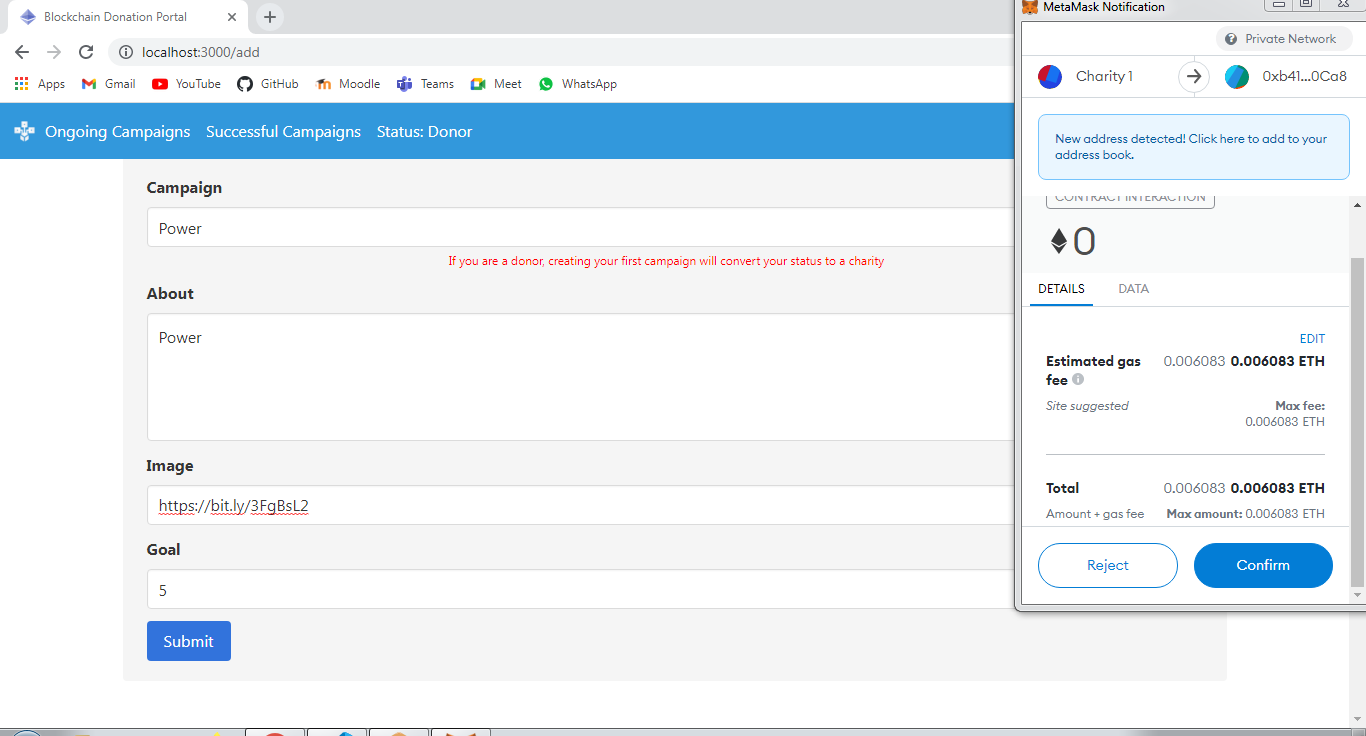 Blockchain Donation Portal
localhost:3000/add
Apps Gmail YouTube GitHub Moodle Teams Meet WhatsApp
Ongoing Campaigns Successful Campaigns Status: Donor
Campaign
Power
If you are a donor, creating your first campaign will convert your status to a charity
About
Power
Image
https://bit.ly/3FgBsL2
Goal
5
Submit
MetaMask Notification
Private Network
Charity 1 0xb41...0Ca8
New address detected! Click here to add to your
address book.
CONTRACT INTERACTION
0
DETAILS DATA
EDIT
Estimated gas 0.006083 0.006083 ETH
fee
Site suggested Max fee:
0.006083 ETH
Total 0.006083 0.006083 ETH
Amount + gas fee Max amount: 0.006083 ETH
Reject Confirm